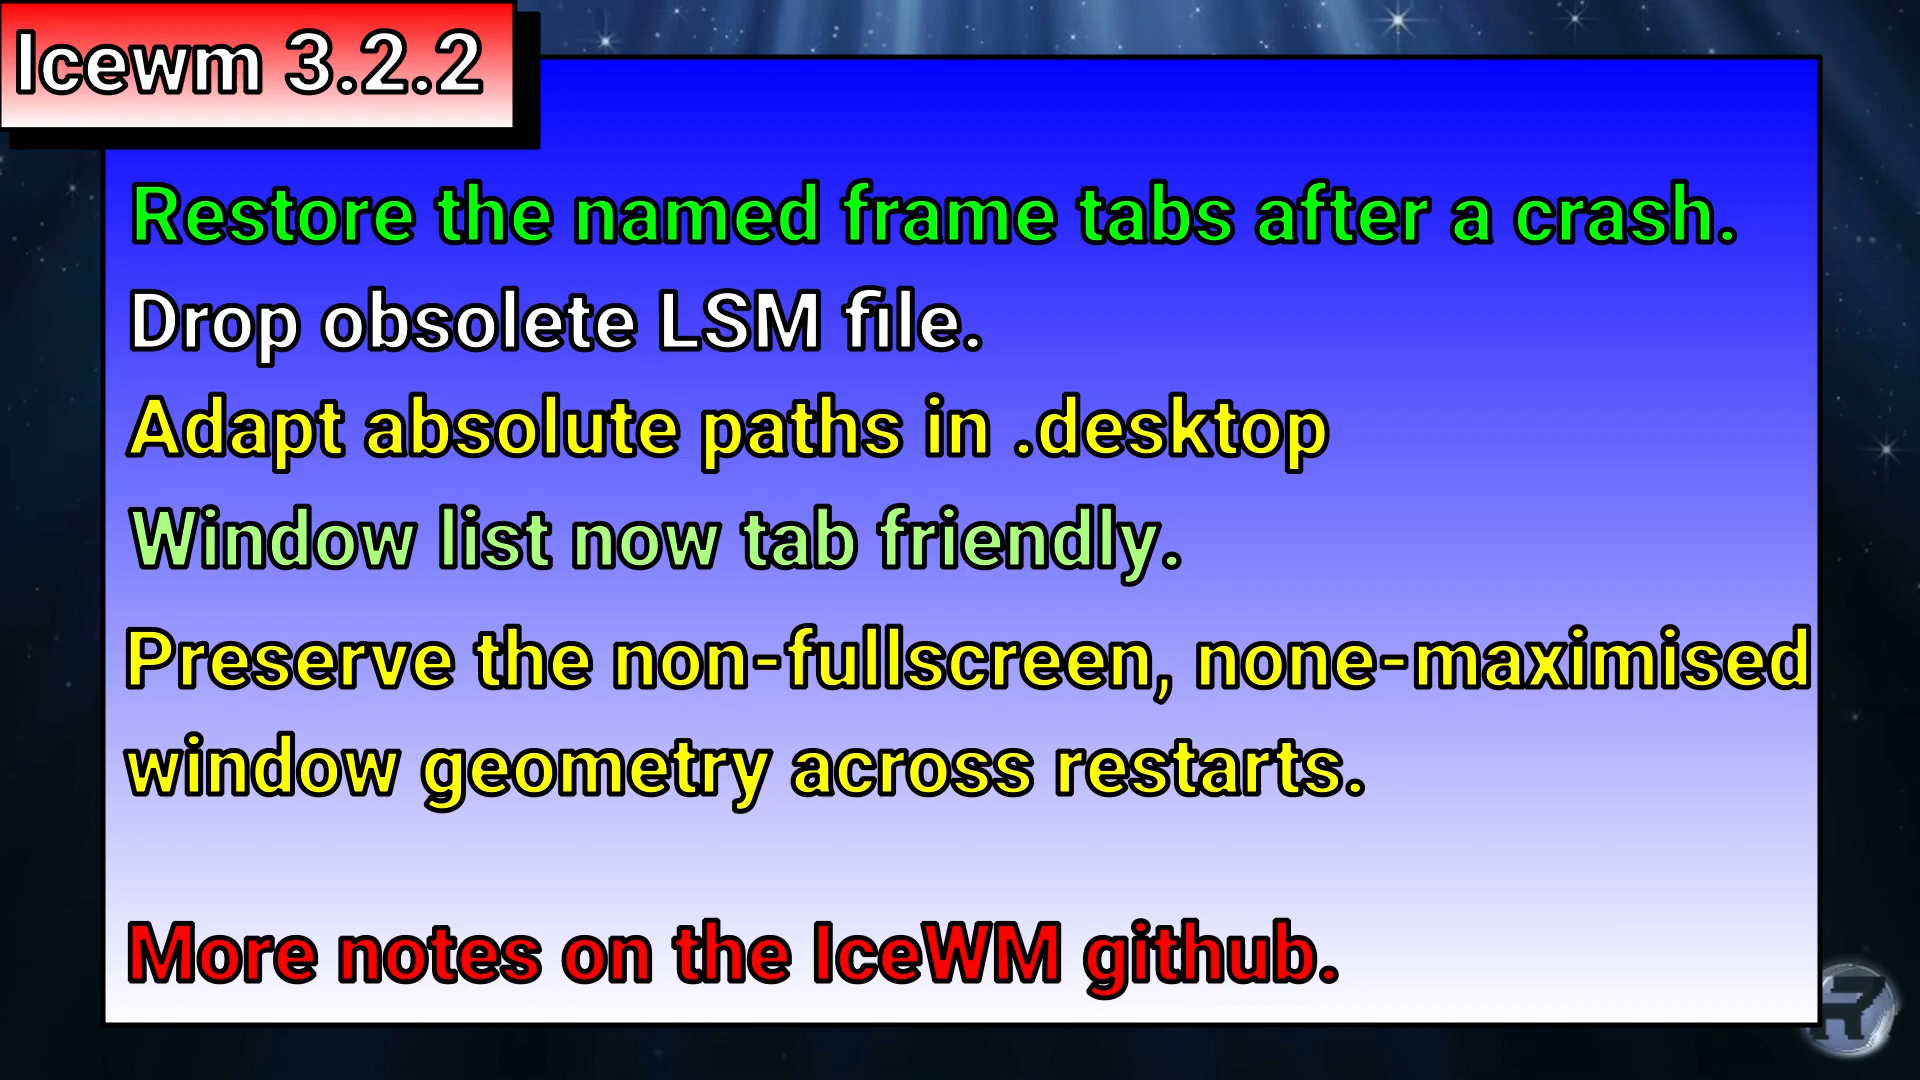 Icewm 3.2.2
Restore the named frame tabs after a crash.
Drop obsolete LSM file.
Adapt absolute paths in .desktop
Window list now tab friendly.
Preserve the non-fullscreen, none-maximised
window geometry across restarts.
More notes on the IceWM github.